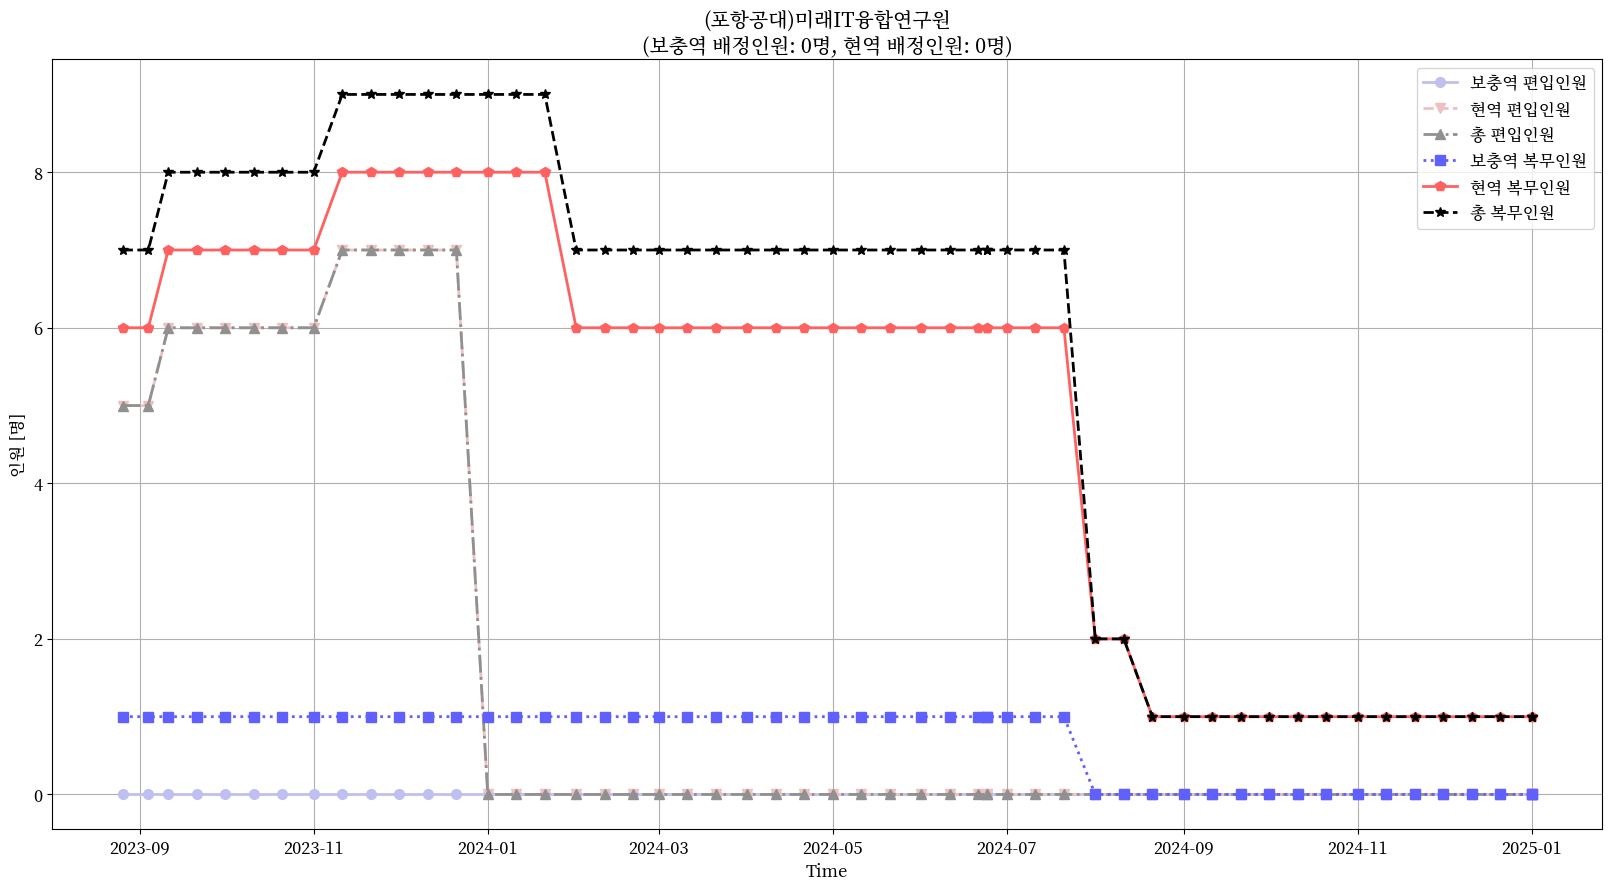 (포항공대)미래IT융합연구원
(보충역 배정인원: 0명, 현역 배정인원: 0명)
보충역 편입인원
현역 편입인원
총 편입인원
보충역 복무인원
현역 복무인원
총 복무인원
인원 [명]
8
6
4
2
0
2023-09
2023-11
2024-01
2024-03
2024-05
2024-07
2024-09
2024-11
2025-01
Time